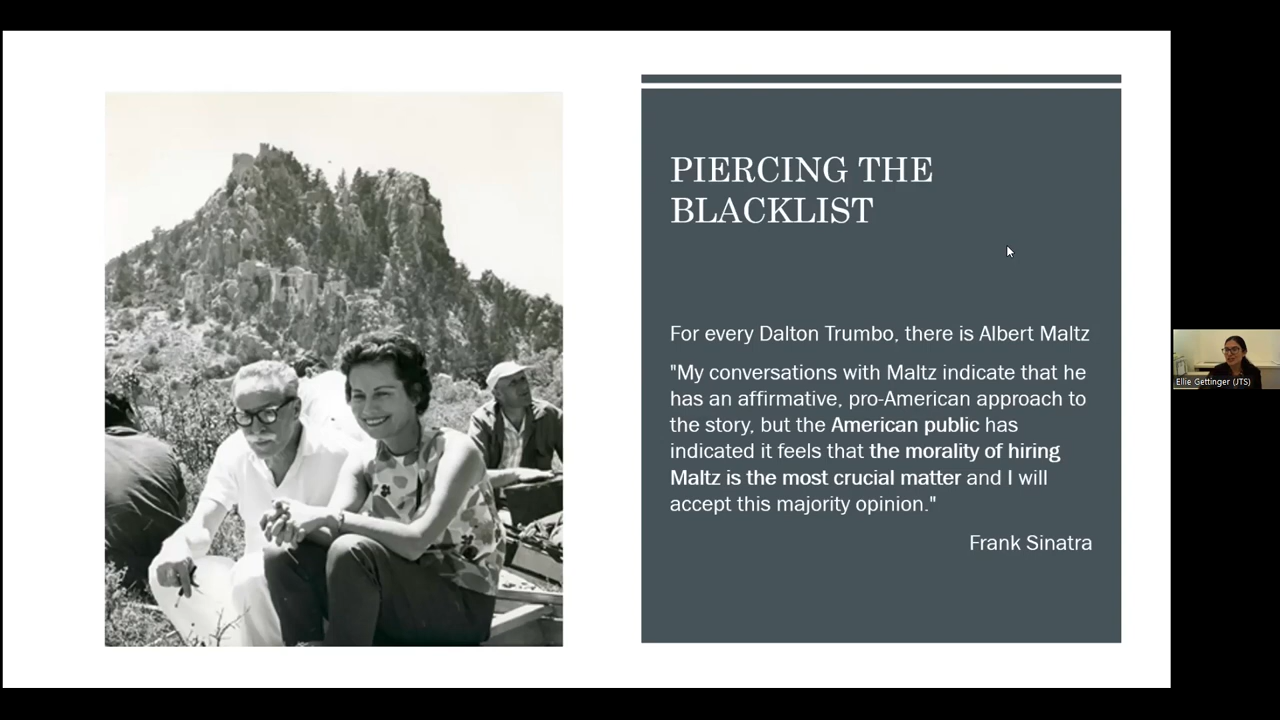 PIERCING THE
BLACKLIST
For every Dalton Trumbo, there is Albert Maltz
"My conversations with Maltz indicate that he
has an affirmative, pro-American approach to
the story, but the American public has
indicated it feels that the morality of hiring
Maltz is the most crucial matter and I will
accept this majority opinion."
Frank Sinatra
Ellie Gettinger (JTS)